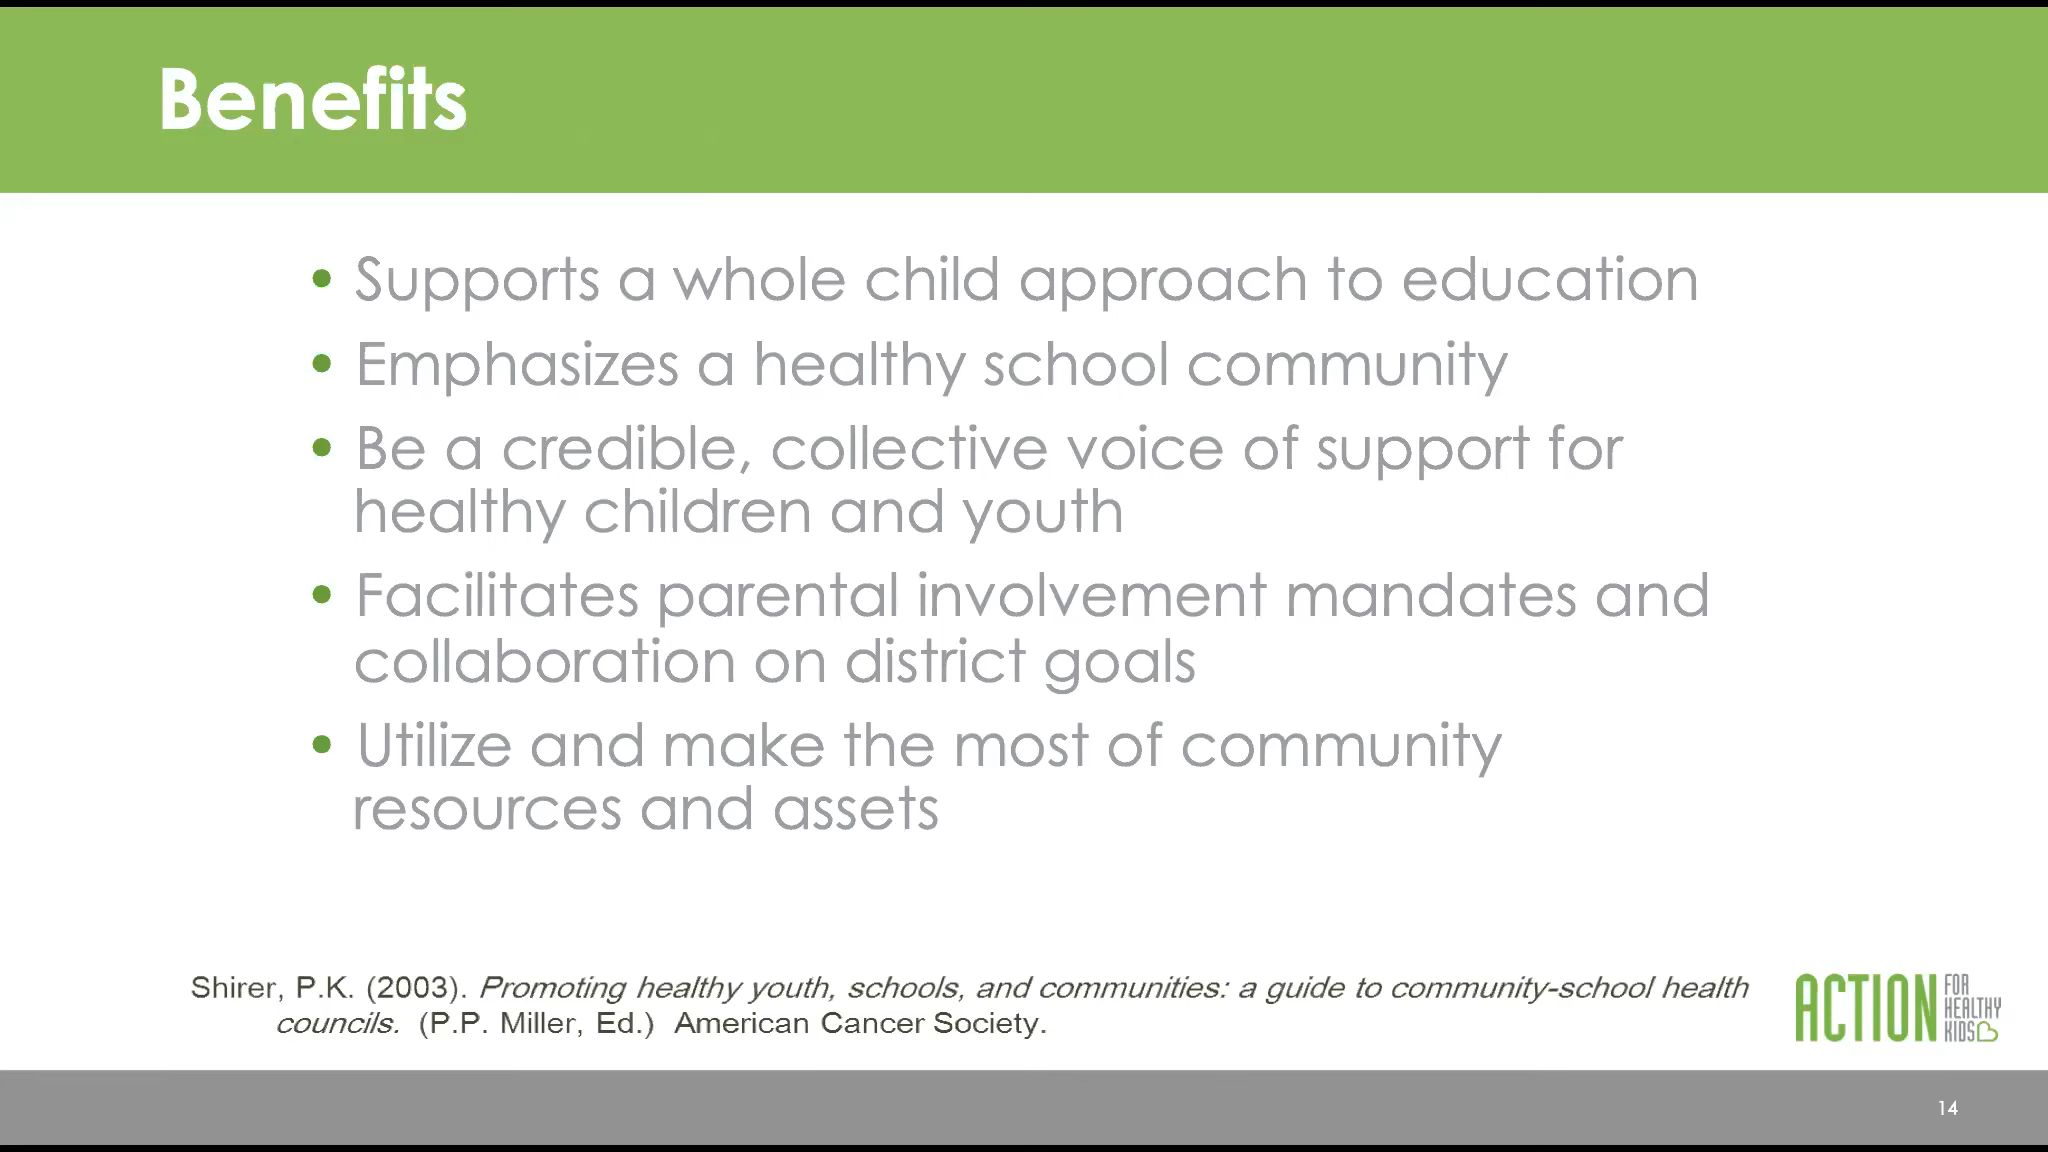 Benefits
• Supports a whole child approach to education
• Emphasizes a healthy school community
• Be a credible, collective voice of support for
healthy children and youth
• Facilitates parental involvement mandates and
collaboration on district goals
• Utilize and make the most of community
resources and assets
Shirer, P.K. (2003). Promoting healthy youth, schools, and communities: a guide to community-school health
councils. (P.P. Miller, Ed.) American Cancer Society.
ACTION
FOR
HEALTHY
KIDS
14